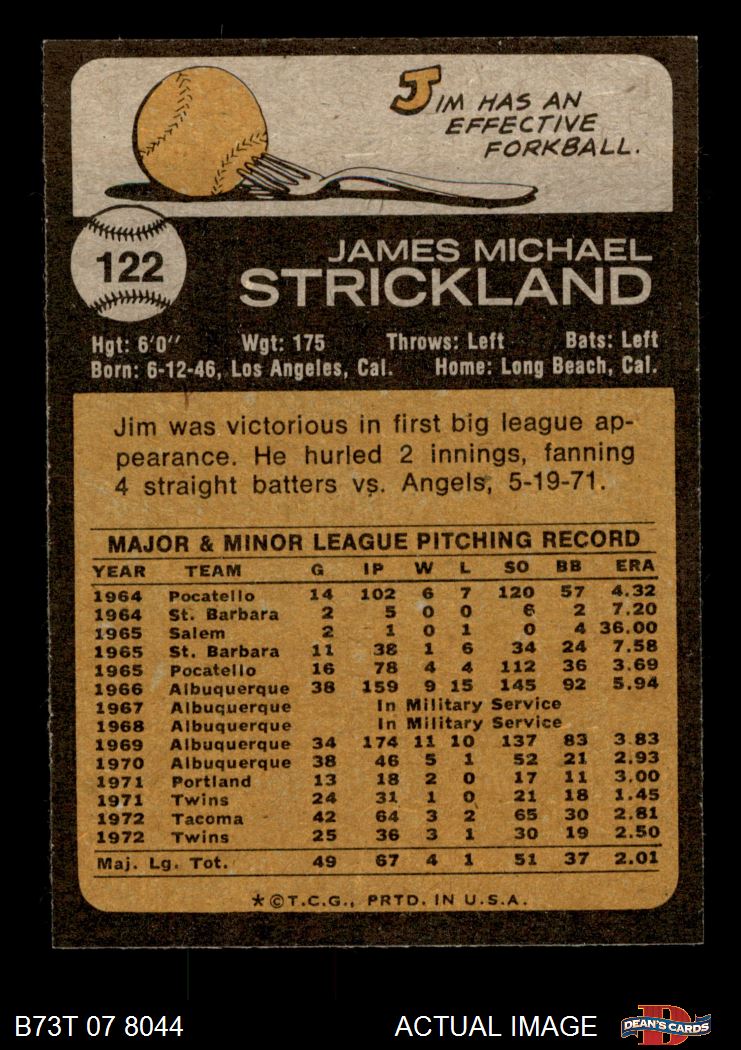 JIM HAS AN
EFFECTIVE
FORKBALL.
122
JAMES MICHAEL
STRICKLAND
Hgt: 6'0" Wgt: 175 Throws: Left Bats: Left
Born: 6-12-46, Los Angeles, Cal. Home: Long Beach, Cal.
Jim was victorious in first big league ap-
pearance. He hurled 2 innings, fanning
4 straight batters vs. Angels, 5-19-71.
MAJOR & MINOR LEAGUE PITCHING RECORD
YEAR TEAM G IP W L SO BB ERA
1964 Pocatello 14 102 6 7 120 57 4.32
1964 St. Barbara 2 5 0 0 6 2 7.20
1965 Salem 2 1 0 1 0 4 36.00
1965 St. Barbara 11 38 1 6 34 24 7.58
1965 Pocatello 16 78 4 4 112 36 3.69
1966 Albuquerque 38 159 9 15 145 92 5.94
1967 Albuquerque In Military Service
1968 Albuquerque In Military Service
1969 Albuquerque 34 174 11 10 137 83 3.83
1970 Albuquerque 38 46 5 1 52 21 2.93
1971 Portland 13 18 2 0 17 11 3.00
1971 Twins 24 31 1 0 21 18 1.45
1972 Tacoma 42 64 3 2 65 30 2.81
1972 Twins 25 36 3 1 30 19 2.50
Maj. Lg. Tot. 49 67 4 1 51 37 2.01
*©T.C.G., PRTD. IN U.S.A.
B73T 07 8044 ACTUAL IMAGE
D
DEAN'S CARDS